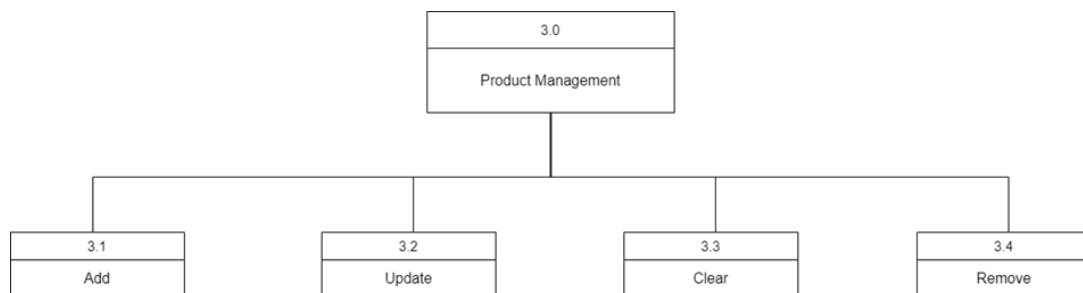 3.0
Product Management
3.1
3.2
3.3
3.4
Add
Update
Clear
Remove